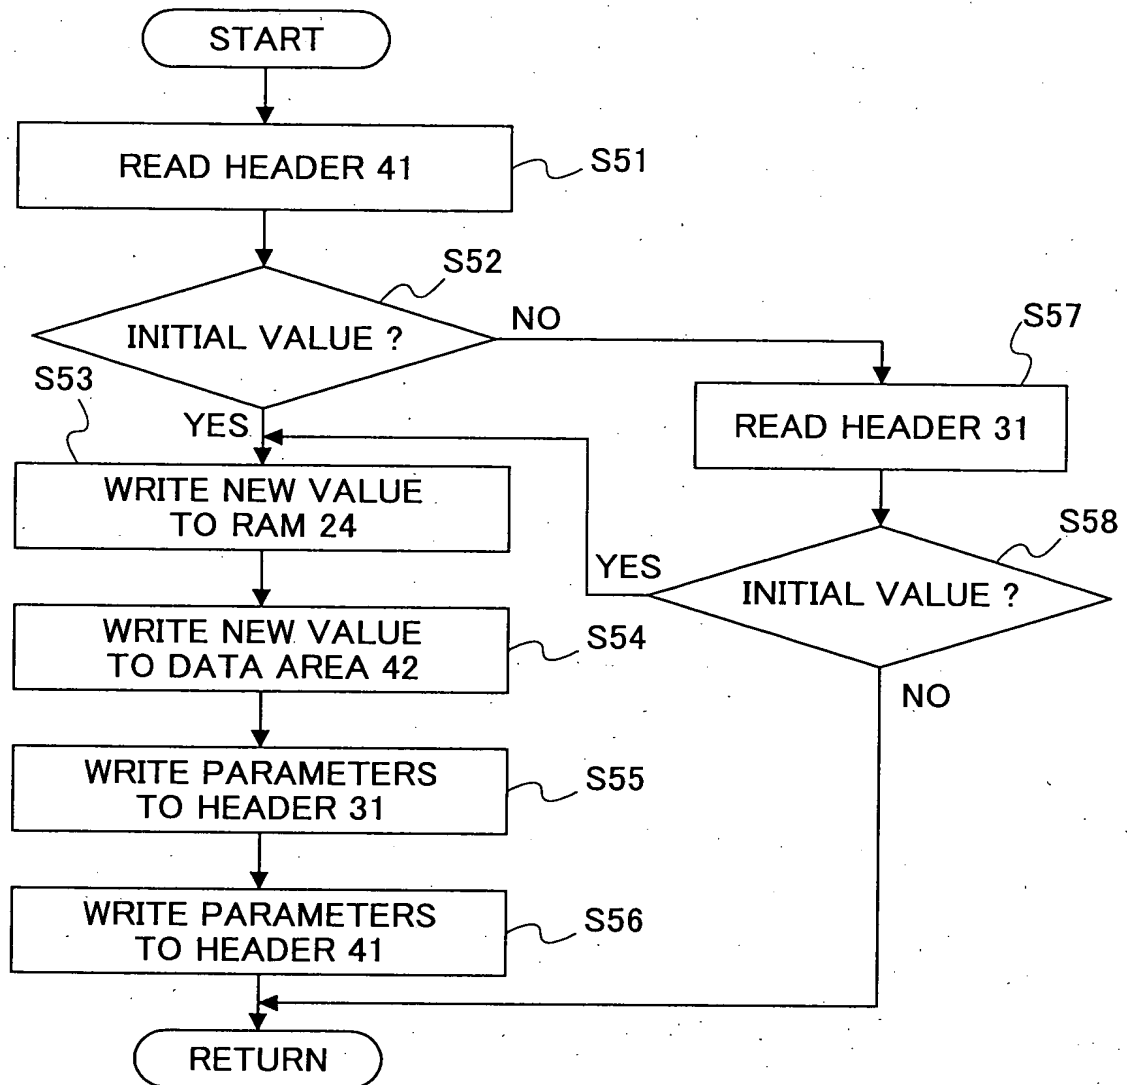 START
READ HEADER 41
S51
S52
INITIAL VALUE ?
NO
S57
S53
YES
READ HEADER 31
WRITE NEW VALUE
TO RAM 24
S58
YES
INITIAL VALUE ?
WRITE NEW VALUE
TO DATA AREA 42
S54
NO
WRITE PARAMETERS
TO HEADER 31
S55
WRITE PARAMETERS
TO HEADER 41
S56
RETURN